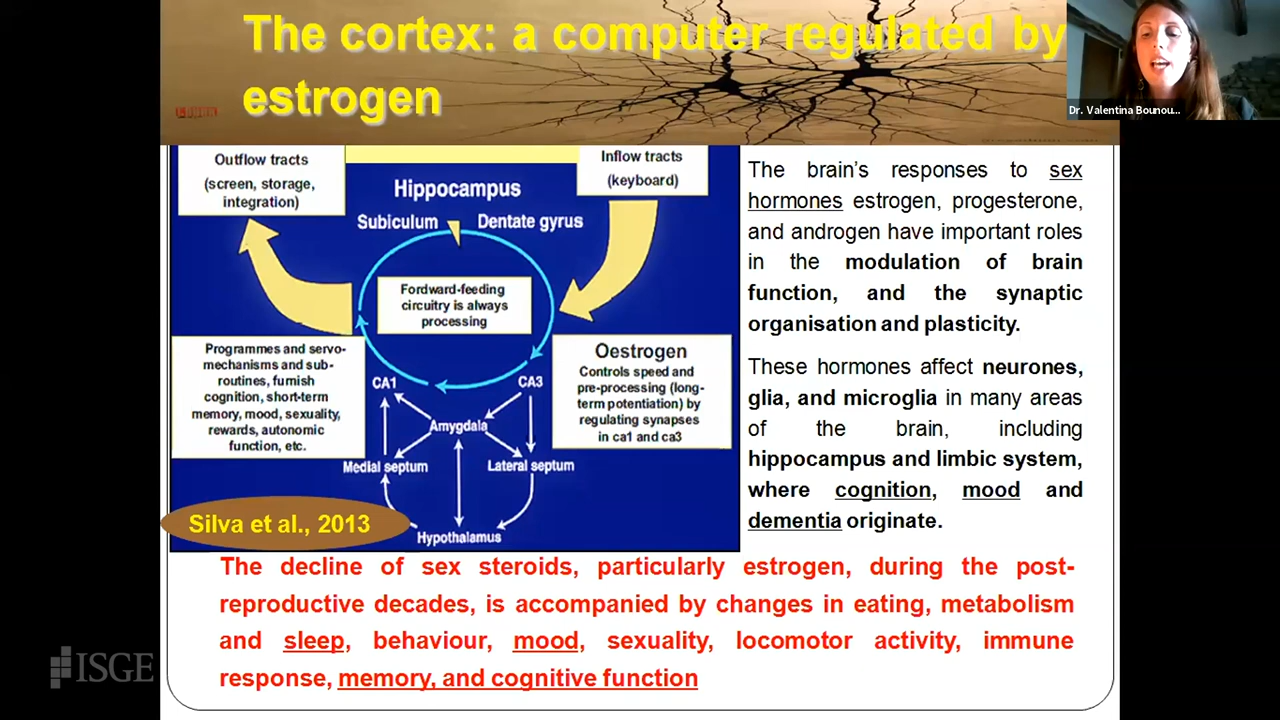 The cortex: a computer regulated by
estrogen
Dr. Valentina Bounou...
Outflow tracts
(screen, storage,
integration)
Inflow tracts
(keyboard)
Hippocampus
Subiculum
Dentate gyrus
Fordward-feeding
circuitry is always
processing
Programmes and servo-
mechanisms and sub-
routines, furnish
cognition, short-term
memory, mood, sexuality,
rewards, autonomic
function, etc.
CA1
CA3
Oestrogen
Controls speed and
pre-processing (long-
term potentiation) by
regulating synapses
in ca1 and ca3
Amygdala
Medial septum
Lateral septum
Hypothalamus
Silva et al., 2013
The brain’s responses to sex
hormones estrogen, progesterone,
and androgen have important roles
in the modulation of brain
function, and the synaptic
organisation and plasticity.
These hormones affect neurones,
glia, and microglia in many areas
of the brain, including
hippocampus and limbic system,
where cognition, mood and
dementia originate.
The decline of sex steroids, particularly estrogen, during the post-
reproductive decades, is accompanied by changes in eating, metabolism
and sleep, behaviour, mood, sexuality, locomotor activity, immune
response, memory, and cognitive function
ISGE